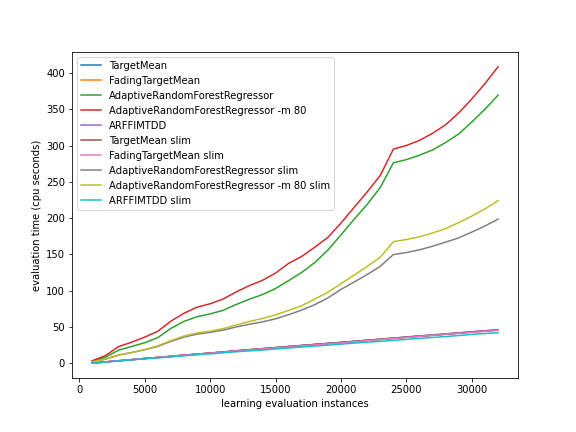 400
350
300
250
200
150
100
50
0
evaluation time (cpu seconds)
TargetMean
FadingTargetMean
AdaptiveRandomForestRegressor
AdaptiveRandomForestRegressor -m 80
ARFFIMTDD
TargetMean slim
FadingTargetMean slim
AdaptiveRandomForestRegressor slim
AdaptiveRandomForestRegressor -m 80 slim
ARFFIMTDD slim
0 5000 10000 15000 20000 25000 30000
learning evaluation instances